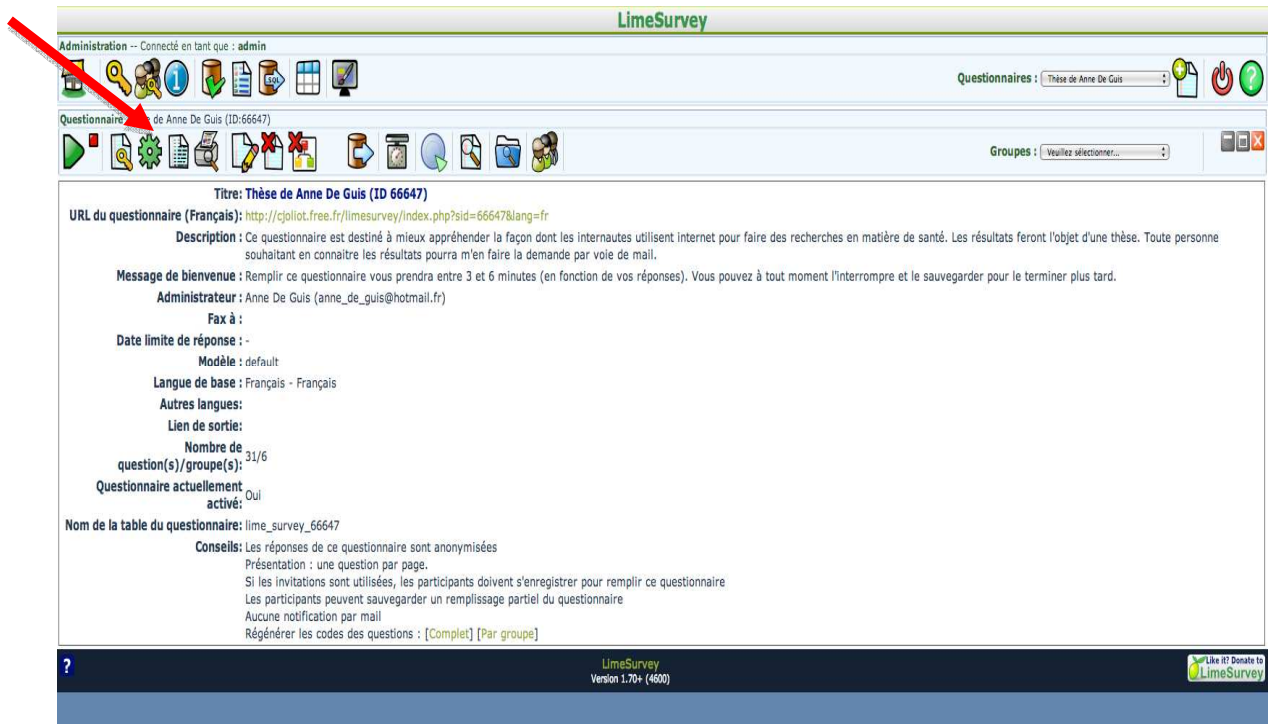 LimeSurvey
Administration -- Connecté en tant que : admin
SQL
Questionnaires : Thèse de Anne De Guis
Questionnaire de Anne De Guis (ID:66647)
Groupes : Veuillez sélectionner...
Titre: Thèse de Anne De Guis (ID 66647)
URL du questionnaire (Français): http://cjoliot.free.fr/limesurvey/index.php?sid=66647&lang=fr
Description : Ce questionnaire est destiné à mieux appréhender la façon dont les internautes utilisent internet pour faire des recherches en matière de santé. Les résultats feront l'objet d'une thèse. Toute personne
souhaitant en connaitre les résultats pourra m'en faire la demande par voie de mail.
Message de bienvenue : Remplir ce questionnaire vous prendra entre 3 et 6 minutes (en fonction de vos réponses). Vous pouvez à tout moment l'interrompre et le sauvegarder pour le terminer plus tard.
Administrateur : Anne De Guis (anne_de_guis@hotmail.fr)
Fax à :
Date limite de réponse : -
Modèle : default
Langue de base : Français - Français
Autres langues:
Lien de sortie:
Nombre de
question(s)/groupe(s): 31/6
Questionnaire actuellement
activé: Oui
Nom de la table du questionnaire: lime_survey_66647
Conseils: Les réponses de ce questionnaire sont anonymisées
Présentation : une question par page.
Si les invitations sont utilisées, les participants doivent s'enregistrer pour remplir ce questionnaire
Les participants peuvent sauvegarder un remplissage partiel du questionnaire
Aucune notification par mail
Régénérer les codes des questions : [Complet] [Par groupe]
?
LimeSurvey
Version 1.70+ (4600)
Like it? Donate to
LimeSurvey